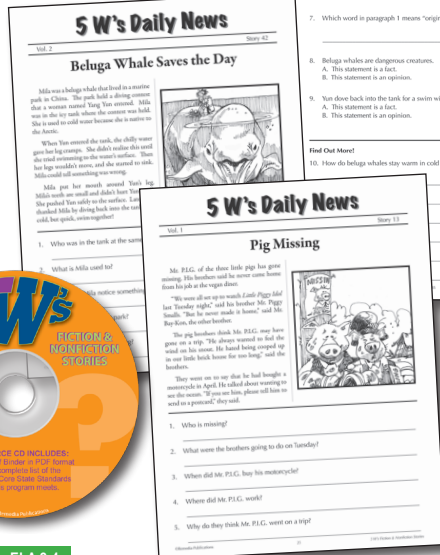 5 W's Daily News
Vol. 2
Story 42
Beluga Whale Saves the Day
Mila was a beluga whale that lived in a marine
park in China. The park held a diving contest
that a woman named Yang Yun entered. Mila
was in the icy tank where the contest was held.
She is used to cold water because she is native to
the Arctic.
When Yun entered the tank, the chilly water
gave her leg cramps. She didn't realize this until
she tried swimming to the water's surface. Then
her legs wouldn't move, and she started to sink.
Mila could tell something was wrong.
Mila put her mouth around Yun's leg.
Mila's teeth are small and didn't hurt
She pushed Yun safely to the surface.
thanked Mila by diving back into the
cold, but quick, swim together!
1. Who was in the tank at the same
2. What is Mila used to?
Mila notice something
park?
7. Which word in paragraph 1 means "origin
8. Beluga whales are dangerous creatures.
A. This statement is a fact.
B. This statement is an opinion.
9. Yun dove back into the tank for a swim wi
A. This statement is a fact.
B. This statement is an opinion.
Find Out More!
10. How do beluga whales stay warm in cold
5 W's Daily News
Vol. 1
Story 13
Pig Missing
Mr. P.I.G. of the three little pigs has gone
missing. His brothers said he never came home
from his job at the vegan diner.
"We were all set up to watch Little Piggy Idol
last Tuesday night," said his brother Mr. Piggy
Smalls. "But he never made it home," said Mr.
Bay-Ken, the other brother.
The pig brothers think Mr. P.I.G. may have
gone on a trip. "He always wanted to feel the
wind on his snout. He hated being cooped up
in our little brick house for too long," said the
brothers.
They went on to say that he had bought a
motorcycle in April. He talked about wanting to
see the ocean. "If you see him, please tell him to
send us a postcard," they said.
MISSING
1. Who is missing?
2. What were the brothers going to do on Tuesday?
3. When did Mr. P.I.G. buy his motorcycle?
4. Where did Mr. P.I.G. work?
5. Why do they think Mr. P.I.G. went on a trip?
W's
FICTION &
NONFICTION
STORIES
CE CD INCLUDES:
Binder in PDF format
complete list of the
Core State Standards
program meets.